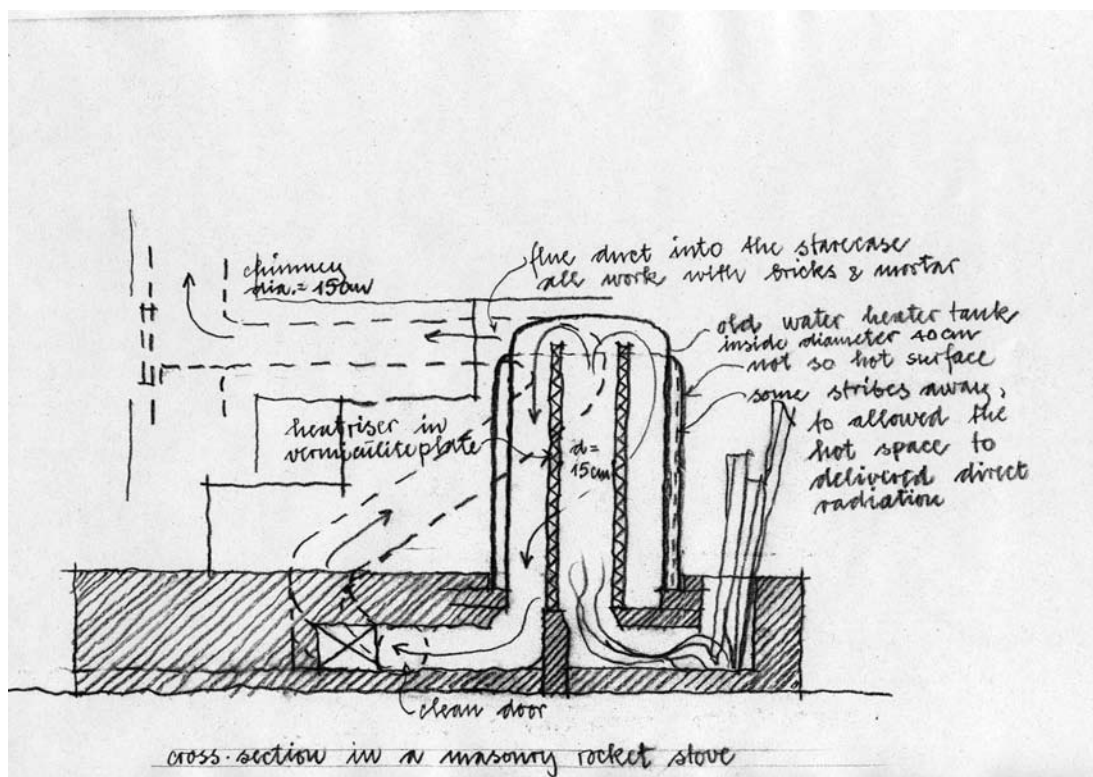 flue duct into the starecase
all work with bricks & mortar
chimney
dia. = 15cm
old water heater tank
inside diameter 40cm
not so hot surface
some stribes away,
to allowed the
hot space to
delivered direct
radiation
heatriser in
vermiculiteplate
d=
15cm
clean door
cross-section in a masonry rocket stove